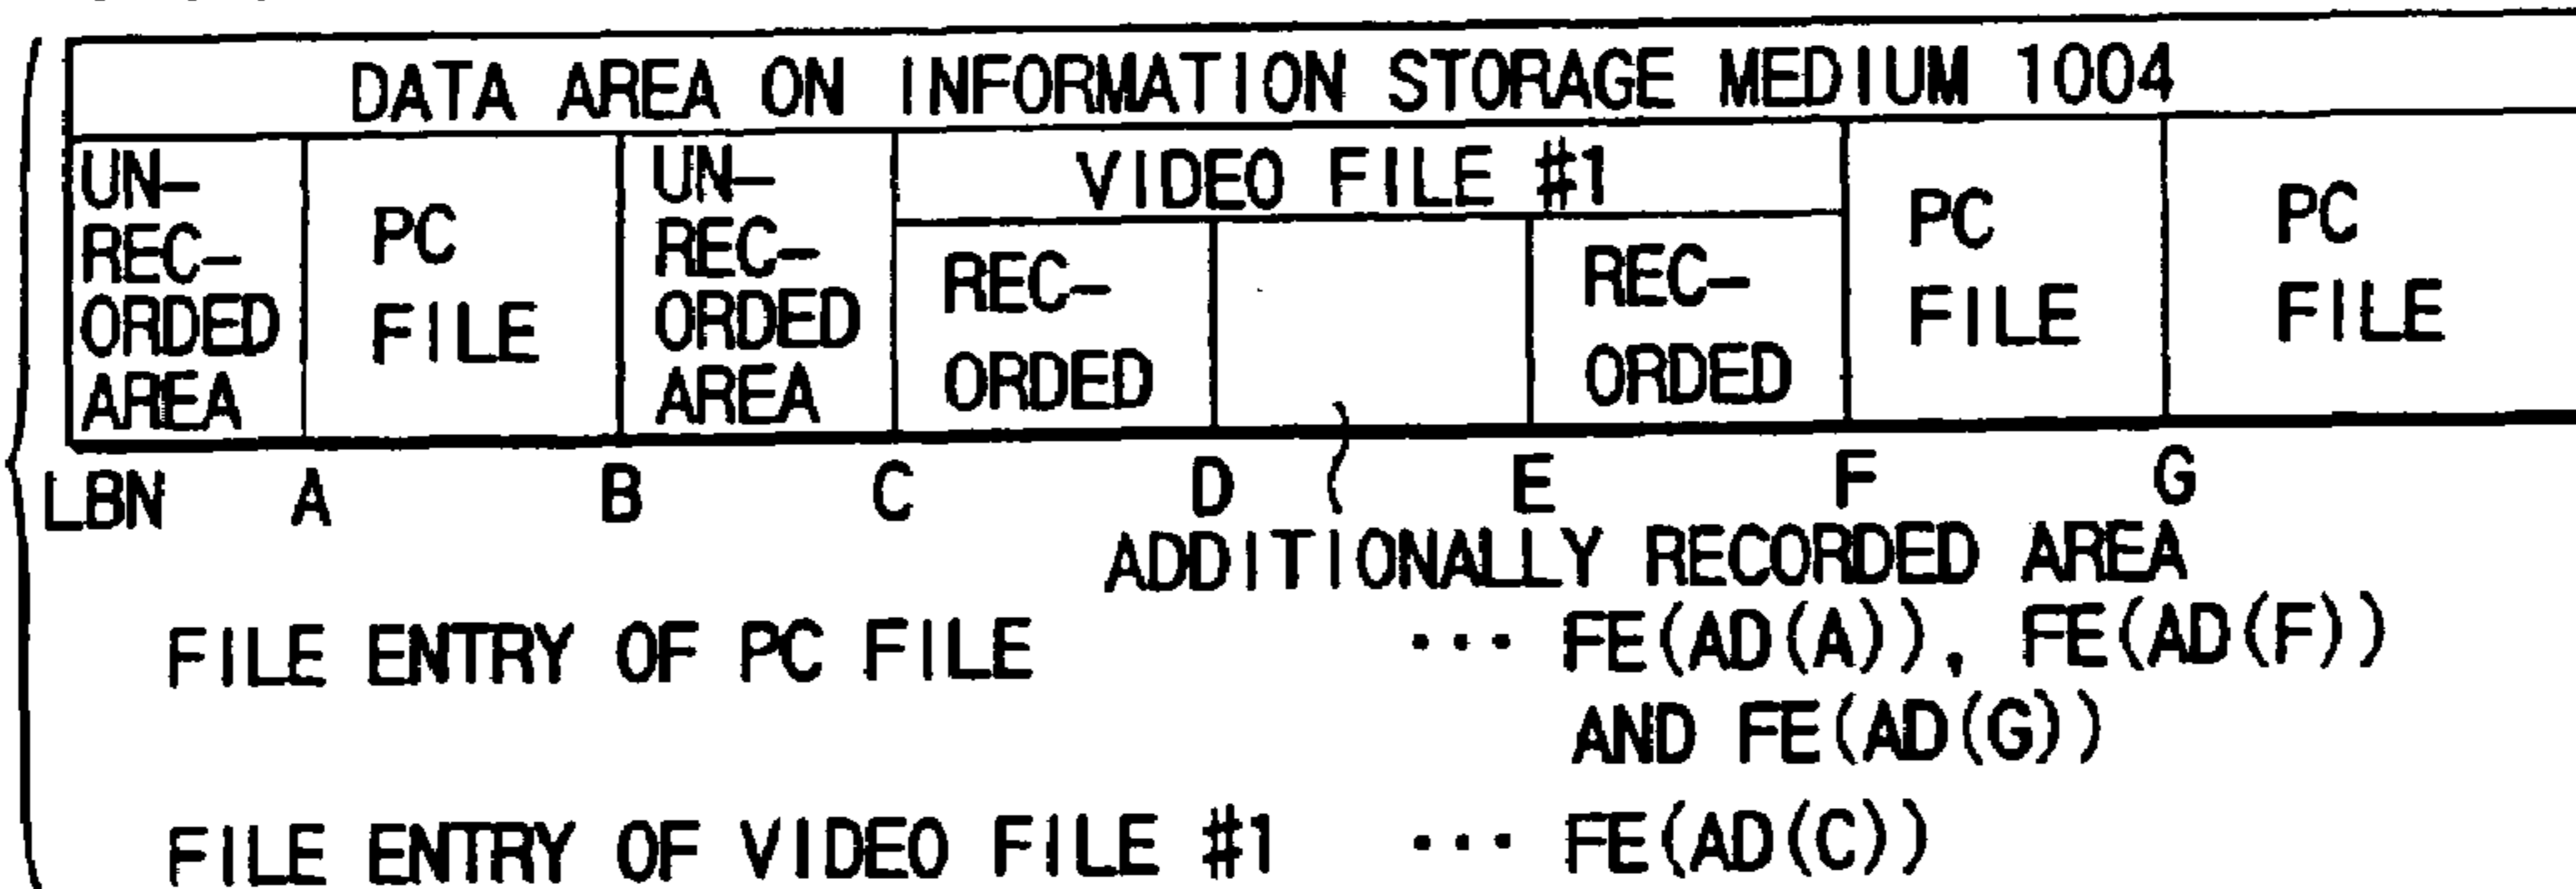 DATA AREA ON INFORMATION STORAGE MEDIUM 1004
UN-
REC-
ORDED
AREA
PC
FILE
UN-
REC-
ORDED
AREA
VIDEO FILE #1
REC-
ORDED
REC-
ORDED
PC
FILE
PC
FILE
LBN A B C D E F G
ADDITIONALLY RECORDED AREA
FILE ENTRY OF PC FILE ··· FE(AD(A)), FE(AD(F))
AND FE(AD(G))
FILE ENTRY OF VIDEO FILE #1 ··· FE(AD(C))